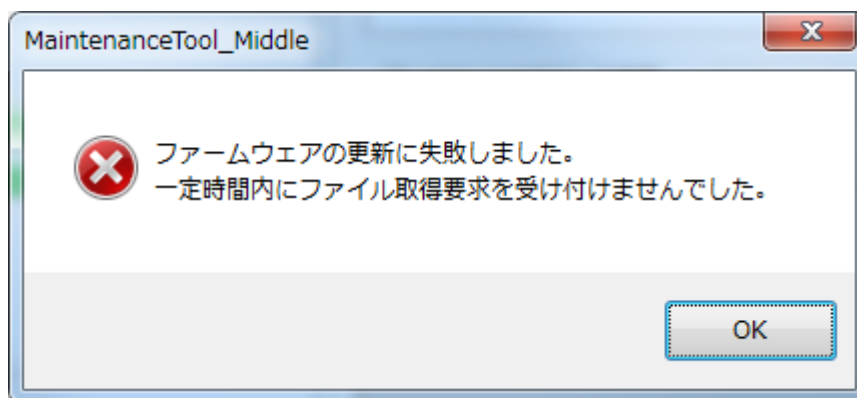 MaintenanceTool_Middle
ファームウェアの更新に失敗しました。
一定時間内にファイル取得要求を受け付けませんでした。
OK